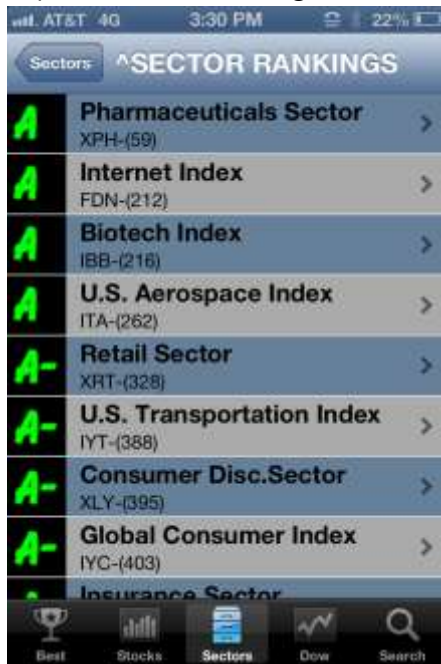 AT&T 4G 3:30 PM 22%
Sectors ^SECTOR RANKINGS
A Pharmaceuticals Sector
XPH-(59)
A Internet Index
FDN-(212)
A Biotech Index
IBB-(216)
A U.S. Aerospace Index
ITA-(262)
A- Retail Sector
XRT-(328)
A- U.S. Transportation Index
IYT-(388)
A- Consumer Disc.Sector
XLY-(395)
A- Global Consumer Index
IYC-(403)
Insurance Sector
Best Stocks Sectors Dow Search